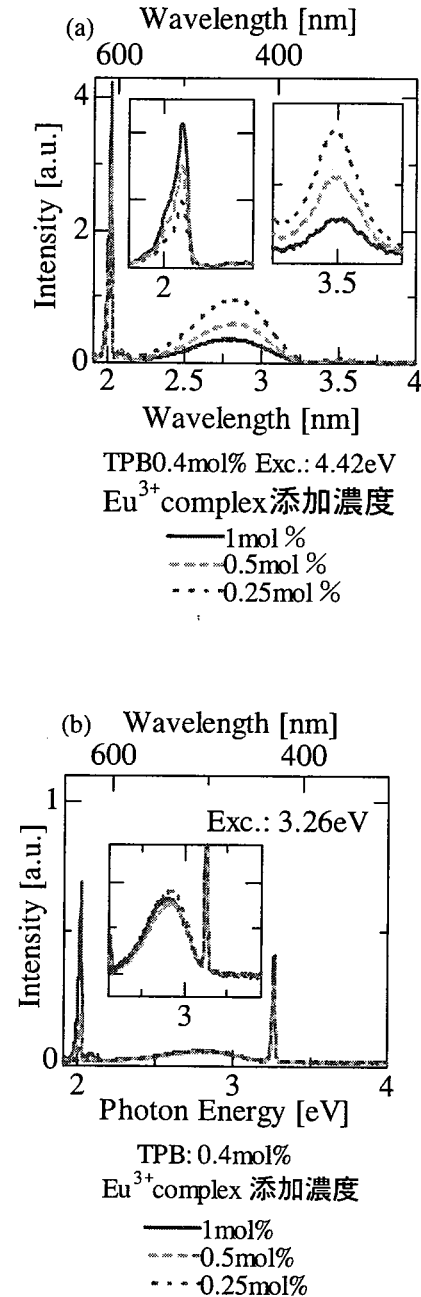 (a) Wavelength [nm]
600 400
4
2
0
Intensity [a.u.]
2
3.5
2 2.5 3 3.5 4
Wavelength [nm]
TPB0.4mol% Exc.: 4.42eV
Eu3+complex添加濃度
1mol %
0.5mol %
0.25mol %
(b) Wavelength [nm]
600 400
1
0
Intensity [a.u.]
Exc.: 3.26eV
3
2 3 4
Photon Energy [eV]
TPB: 0.4mol%
Eu3+complex 添加濃度
1mol%
0.5mol%
0.25mol%